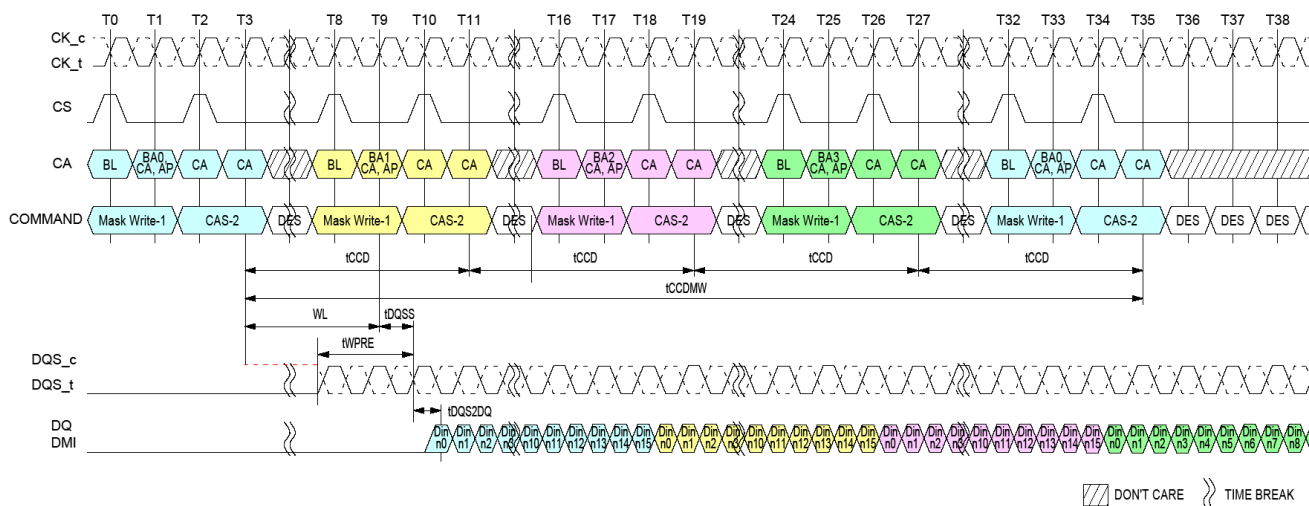 T0 T1 T2 T3 T8 T9 T10 T11 T16 T17 T18 T19 T24 T25 T26 T27 T32 T33 T34 T35 T36 T37 T38
CK_c
CK_t
CS
CA BL BA0 CA, AP CA CA BL BA1 CA, AP CA CA BL BA2 CA, AP CA CA BL BA3 CA, AP CA CA BL BA0 CA, AP CA CA
COMMAND Mask Write-1 CAS-2 DES Mask Write-1 CAS-2 DES Mask Write-1 CAS-2 DES Mask Write-1 CAS-2 DES Mask Write-1 CAS-2 DES DES DES
tCCD tCCD tCCD tCCD
tCCDMW
WL tDQSS
tWPRE
DQS_c
DQS_t
tDQS2DQ
DQ
DMI
Din Din Din Din Din Din Din Din Din Din Din Din Din Din Din Din Din Din Din Din Din Din Din Din Din Din Din Din Din Din Din Din Din Din Din Din Din Din Din
n0 n1 n2 n3 n10 n11 n12 n13 n14 n15 n0 n1 n2 n3 n10 n11 n12 n13 n14 n15 n0 n1 n2 n3 n10 n11 n12 n13 n14 n15 n0 n1 n2 n3 n4 n5 n6 n7 n8
DON'T CARE TIME BREAK